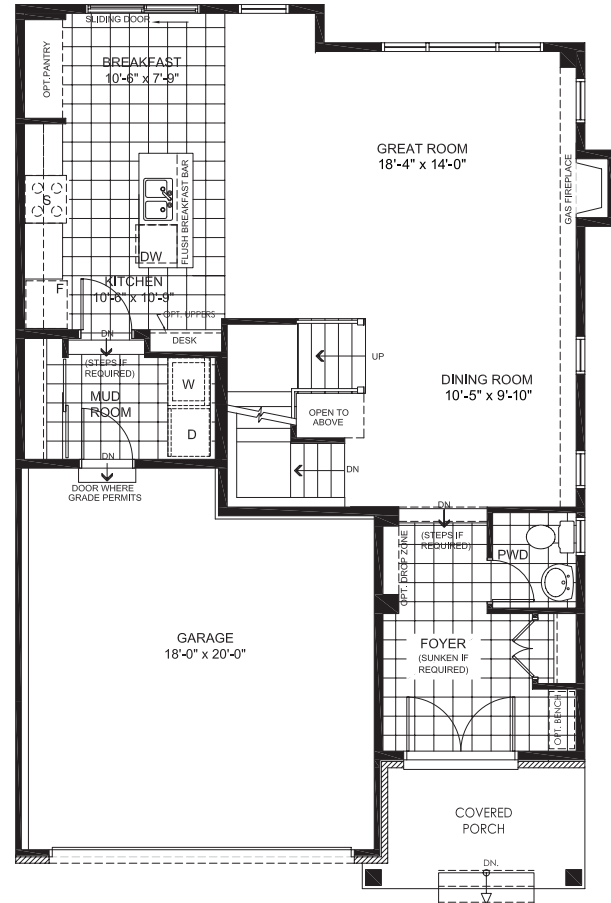 SLIDING DOOR
OPT. PANTRY
BREAKFAST
10'-6" x 7'-9"
GREAT ROOM
18'-4" x 14'-0"
GAS FIREPLACE
S
FLUSH BREAKFAST BAR
DW
F
KITCHEN
10'-6" x 10'-9"
OPT. UPPERS
DESK
DN
(STEPS IF
REQUIRED)
MUD
ROOM
W
D
UP
OPEN TO
ABOVE
DN
DINING ROOM
10'-5" x 9'-10"
DN
DOOR WHERE
GRADE PERMITS
DN
(STEPS IF
REQUIRED)
OPT. DROP ZONE
PWD
GARAGE
18'-0" x 20'-0"
FOYER
(SUNKEN IF
REQUIRED)
OPT. BENCH
COVERED
PORCH
DN.